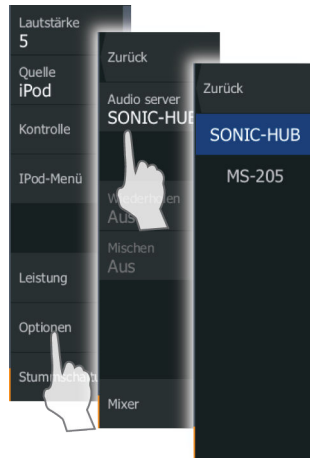 Lautstärke
5
Quelle
iPod
Kontrolle
IPod-Menü
Leistung
Optionen
Zurück
Audio server
SONIC-HUB
Aus
Mischen
Aus
Mixer
Zurück
SONIC-HUB
MS-205